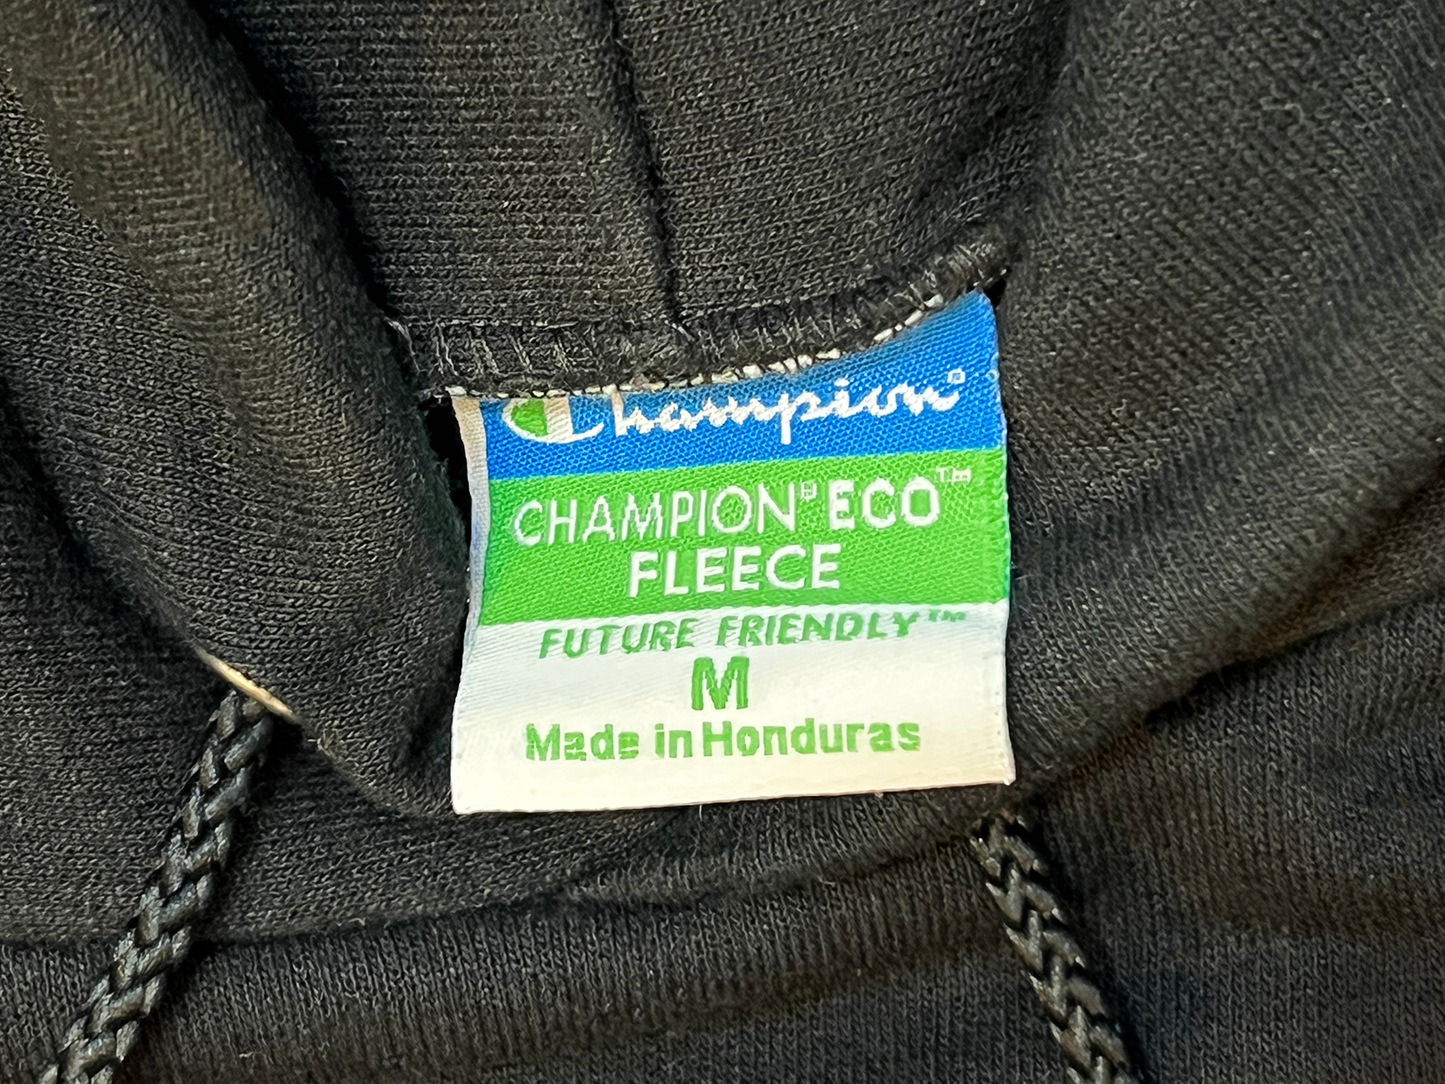 Champion®
CHAMPION® ECO™
FLEECE
FUTURE FRIENDLY™
M
Made in Honduras